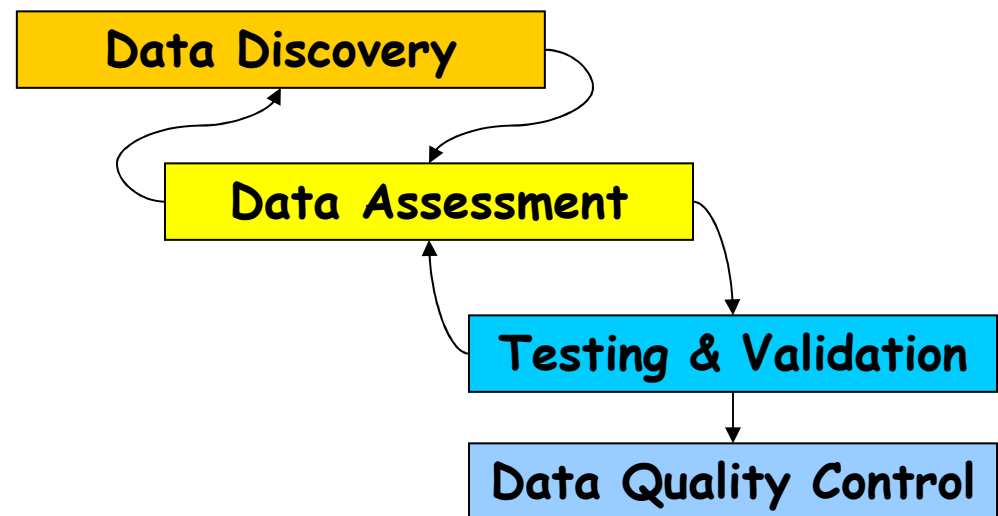 Data Discovery
Data Assessment
Testing & Validation
Data Quality Control